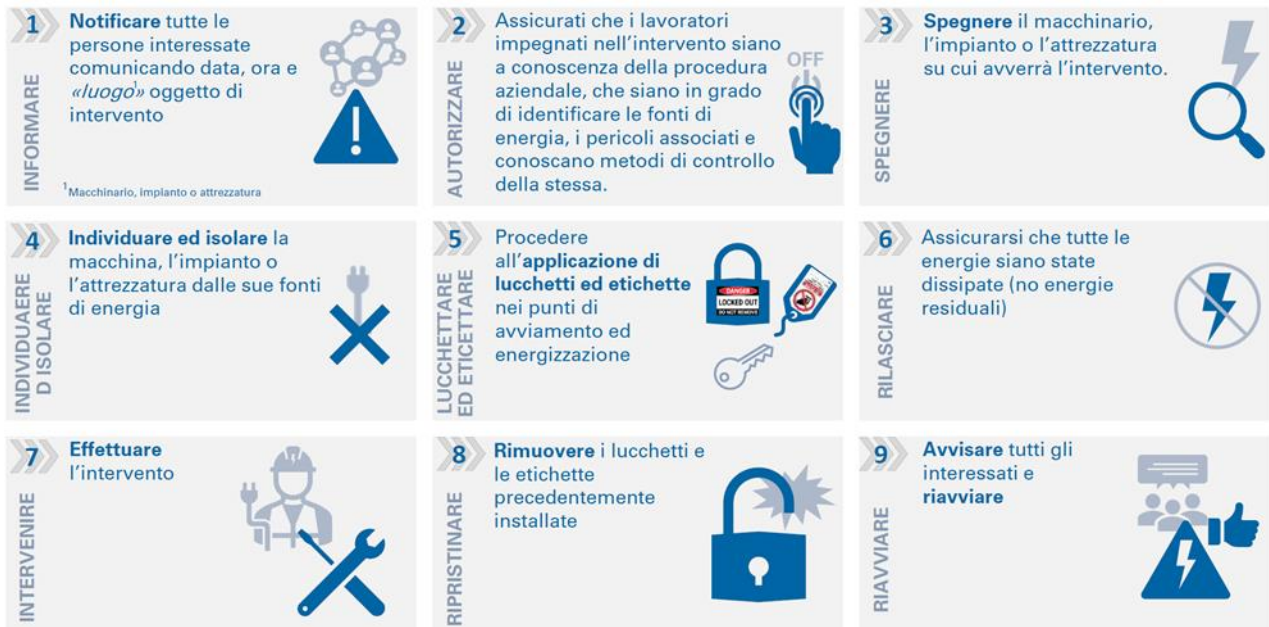 1
INFORMARE
Notificare tutte le
persone interessate
comunicando data, ora e
«luogo¹» oggetto di
intervento
¹Macchinario, impianto o attrezzatura
2
AUTORIZZARE
Assicurati che i lavoratori
impegnati nell’intervento siano
a conoscenza della procedura
aziendale, che siano in grado
di identificare le fonti di
energia, i pericoli associati e
conoscano metodi di controllo
della stessa.
OFF
3
SPEGNERE
Spegnere il macchinario,
l’impianto o l’attrezzatura
su cui avverrà l’intervento.
4
INDIVIDUARE
D ISOLARE
Individuare ed isolare la
macchina, l’impianto o
l’attrezzatura dalle sue fonti
di energia
5
LUCCHETTARE
ED ETICETTARE
Procedere
all’applicazione di
lucchetti ed etichette
nei punti di
avviamento ed
energizzazione
DANGER
LOCKED OUT
DO NOT REMOVE
6
RILASCIARE
Assicurarsi che tutte le
energie siano state
dissipate (no energie
residuali)
7
INTERVENIRE
Effettuare
l’intervento
8
RIPRISTINARE
Rimuovere i lucchetti e
le etichette
precedentemente
installate
9
RIAVVIARE
Avvisare tutti gli
interessati e
riavviare